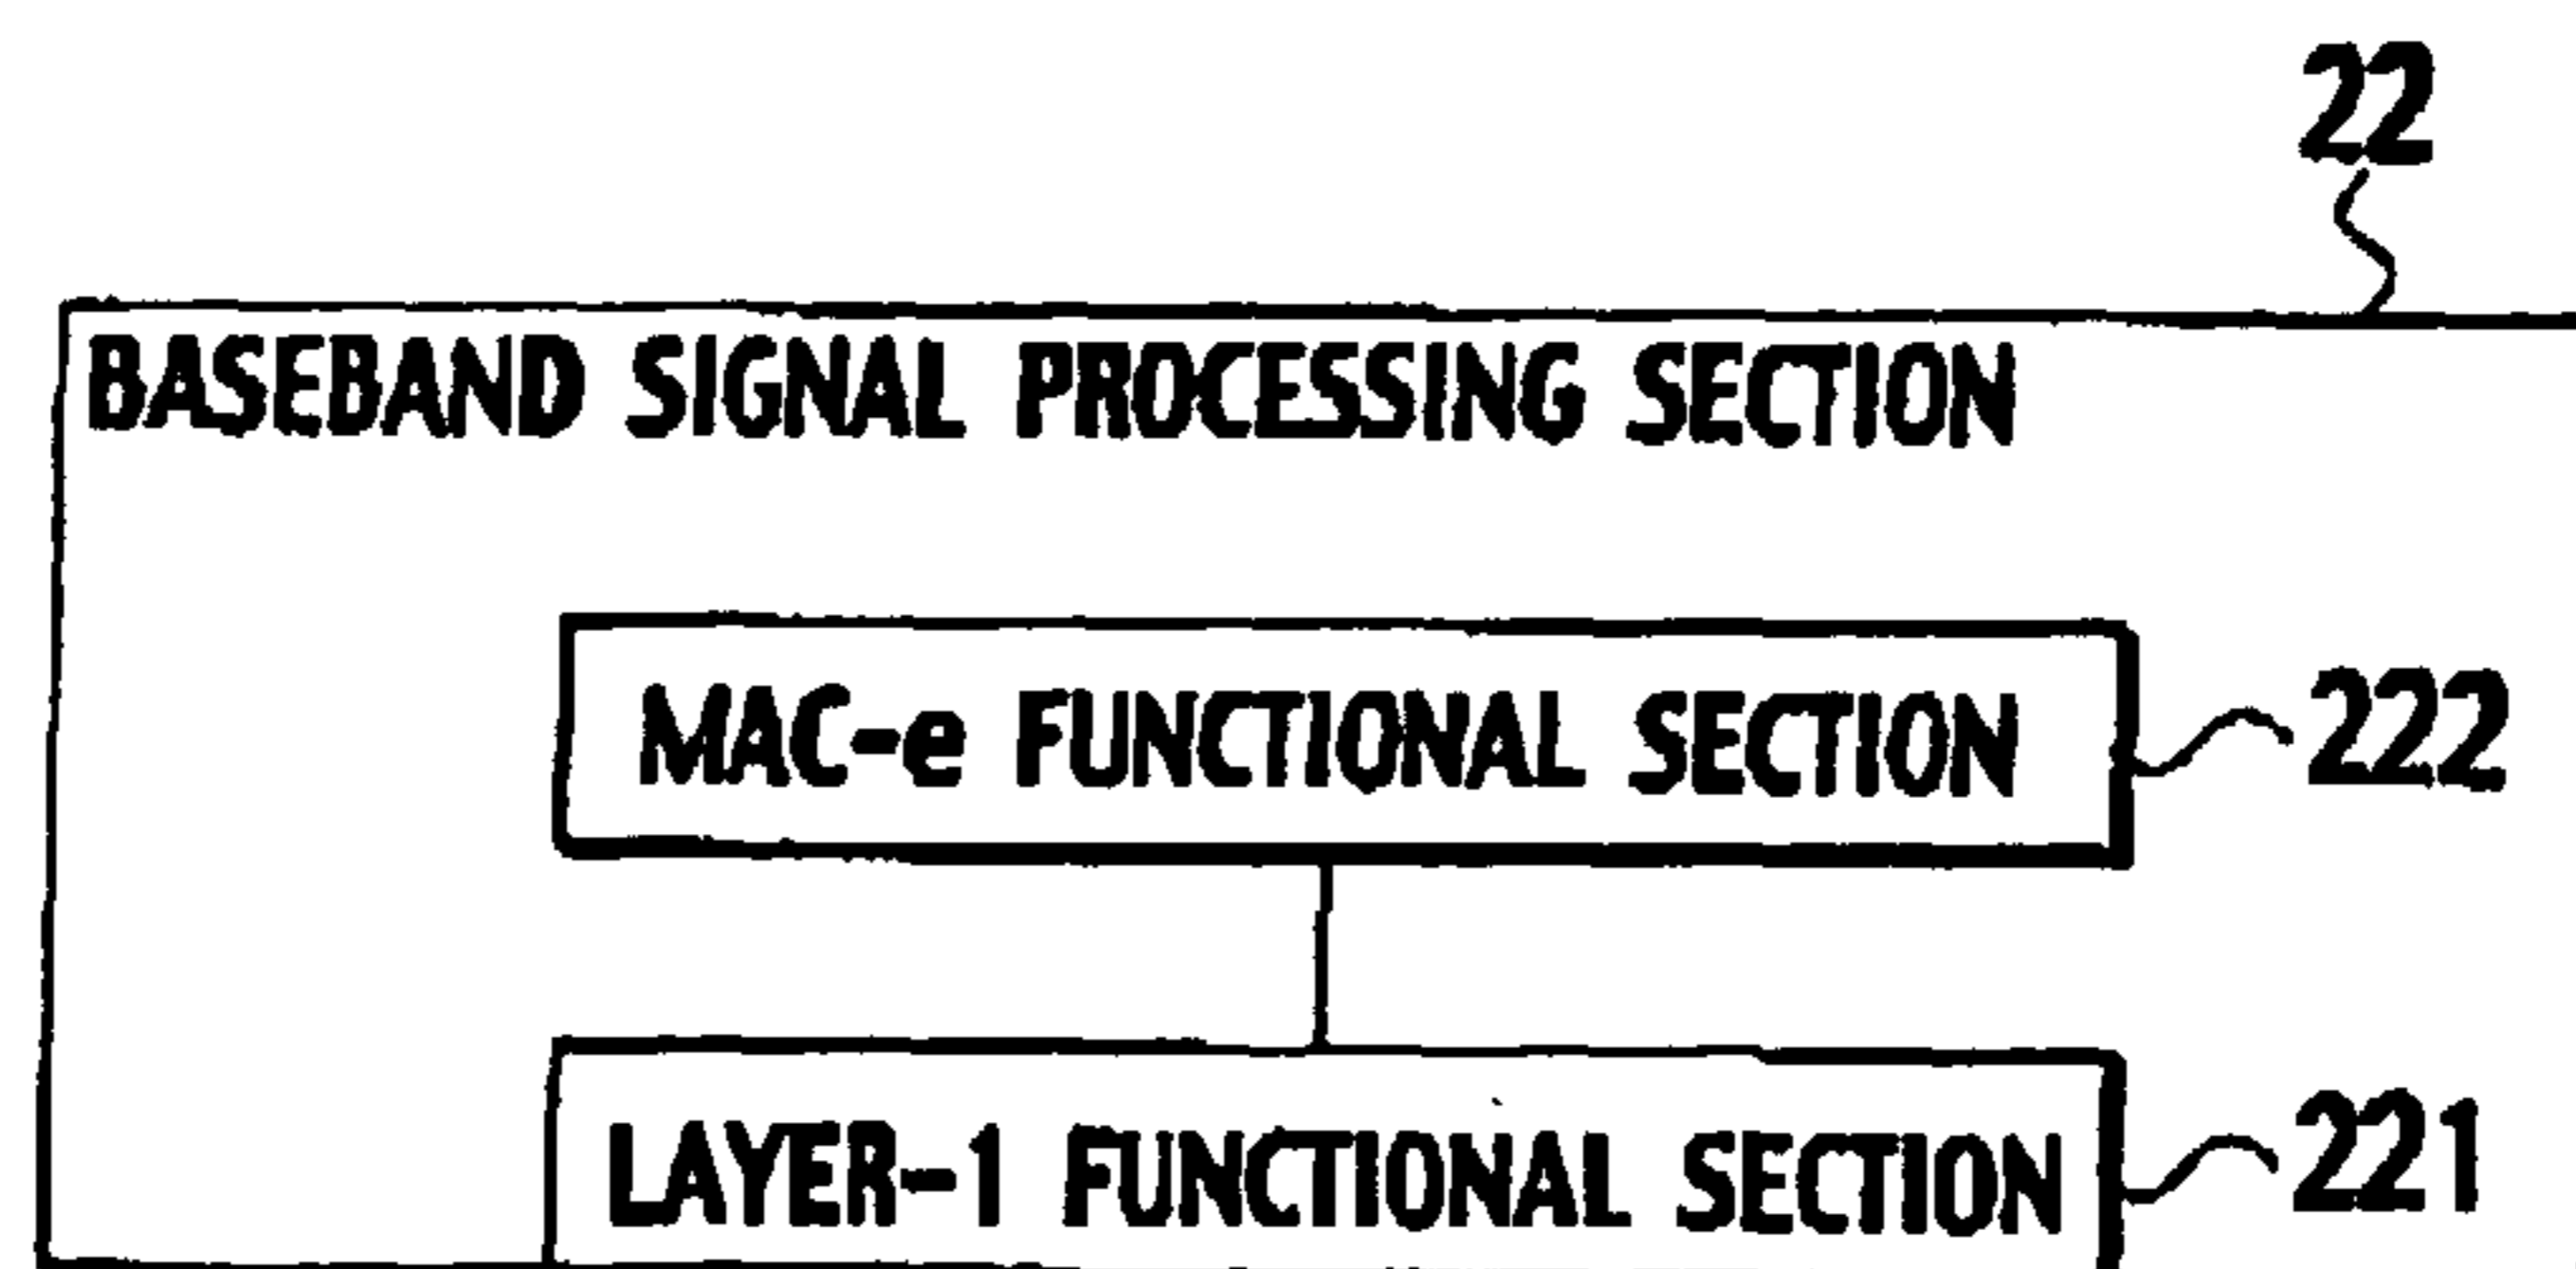 22
BASEBAND SIGNAL PROCESSING SECTION
MAC-e FUNCTIONAL SECTION
222
LAYER-1 FUNCTIONAL SECTION
221